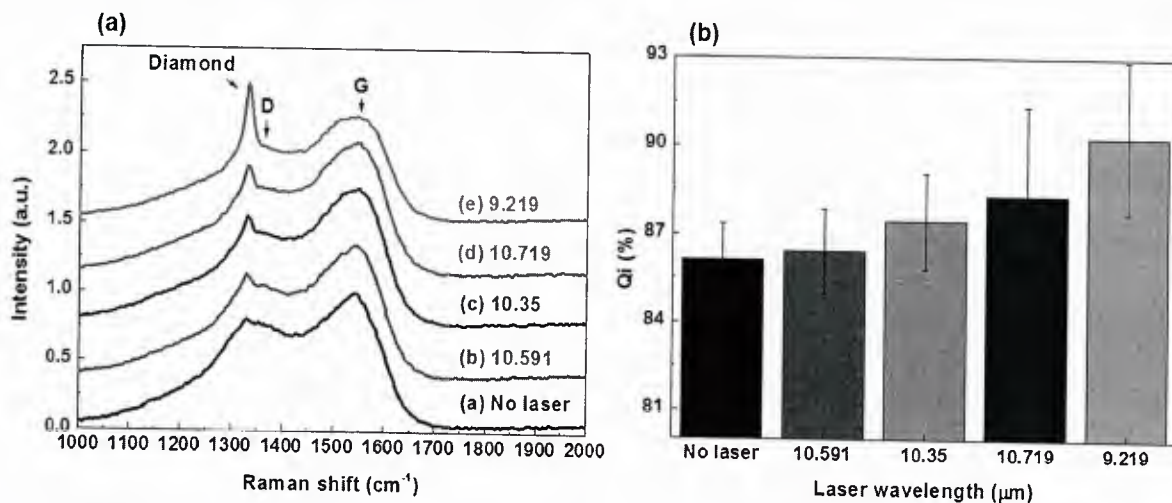 (a)
Diamond
D
G
2.5
2.0
1.5
1.0
0.5
0.0
Intensity (a.u.)
(e) 9.219
(d) 10.719
(c) 10.35
(b) 10.591
(a) No laser
1000 1100 1200 1300 1400 1500 1600 1700 1800 1900 2000
Raman shift (cm⁻¹)
(b)
93
90
87
84
81
Qi (%)
No laser 10.591 10.35 10.719 9.219
Laser wavelength (μm)